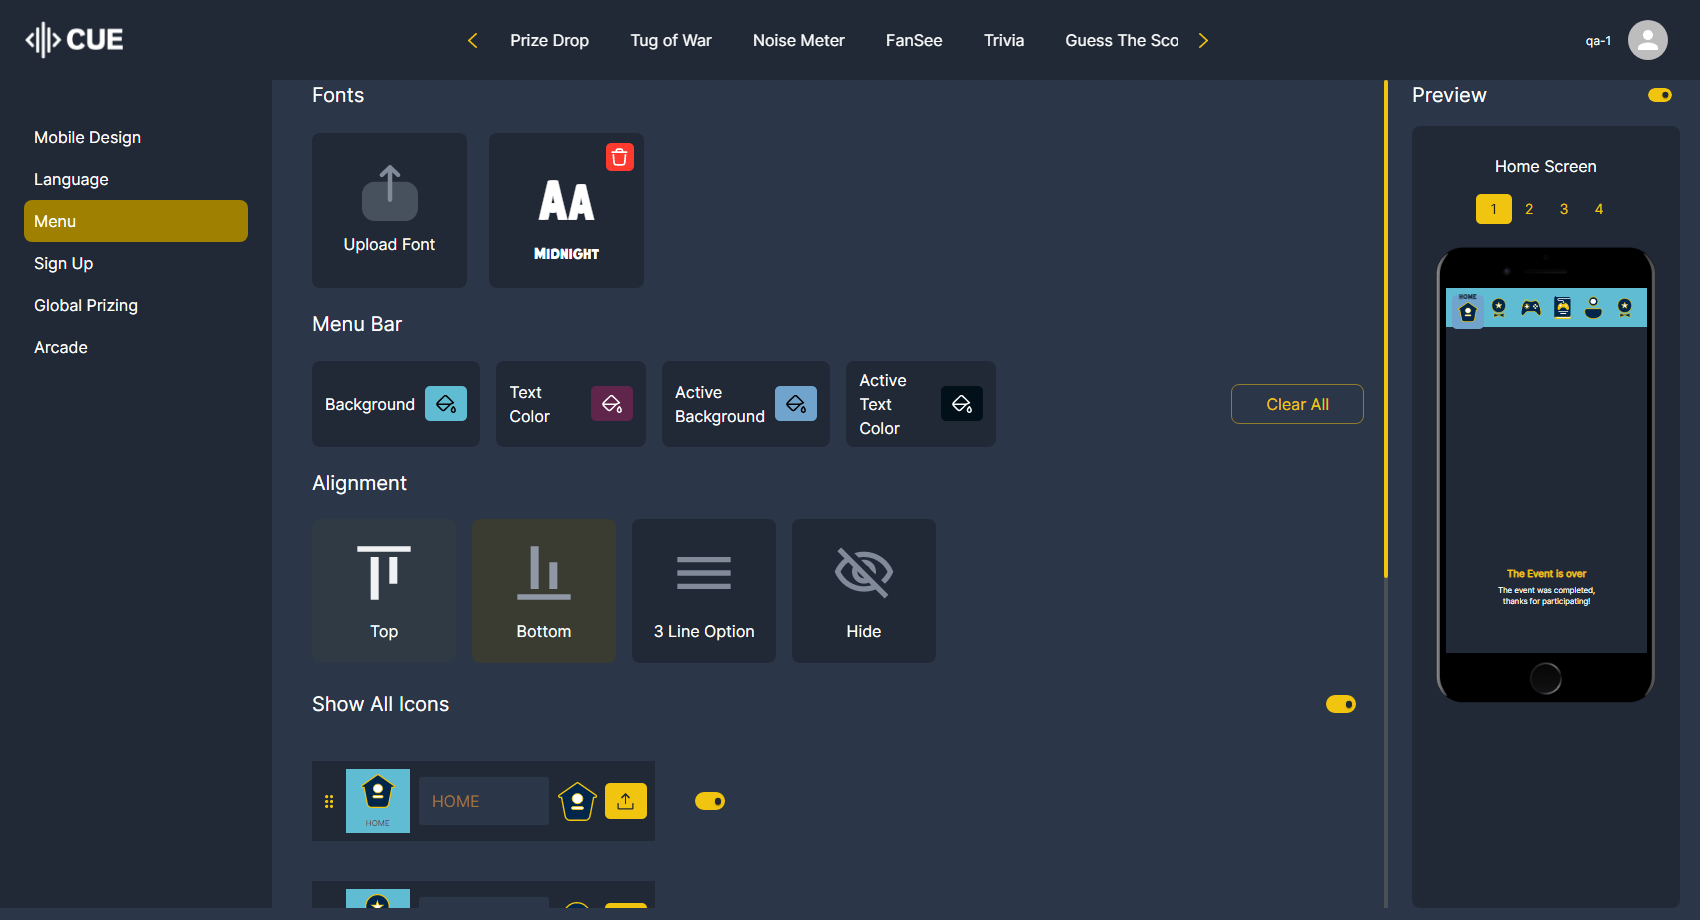 CUE
Prize Drop
Tug of War
Noise Meter
FanSee
Trivia
Guess The Sco
qa-1
Mobile Design
Language
Menu
Sign Up
Global Prizing
Arcade
Fonts
Upload Font
AA
MIDNIGHT
Menu Bar
Background
Text
Color
Active
Background
Active
Text
Color
Clear All
Alignment
Top
Bottom
3 Line Option
Hide
Show All Icons
HOME
HOME
Preview
Home Screen
1 2 3 4
HOME
The Event is over
The event was completed,
thanks for participating!